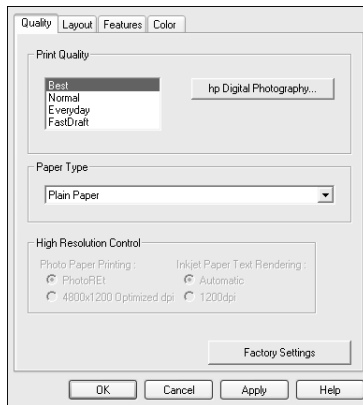 Quality Layout Features Color
Print Quality
Best
Normal
Everyday
FastDraft
hp Digital Photography...
Paper Type
Plain Paper
High Resolution Control
Photo Paper Printing : Inkjet Paper Text Rendering :
PhotoREt Automatic
4800x1200 Optimized dpi 1200dpi
Factory Settings
OK Cancel Apply Help